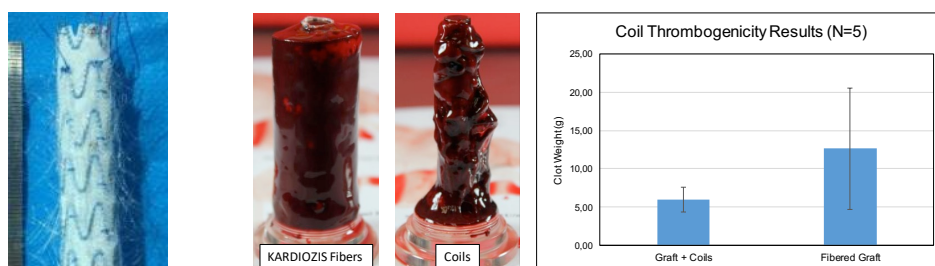 KARDIOZIS Fibers
Coils
Coil Thrombogenicity Results (N=5)
Clot Weight(g)
25,00
20,00
15,00
10,00
5,00
0,00
Graft + Coils
Fibered Graft